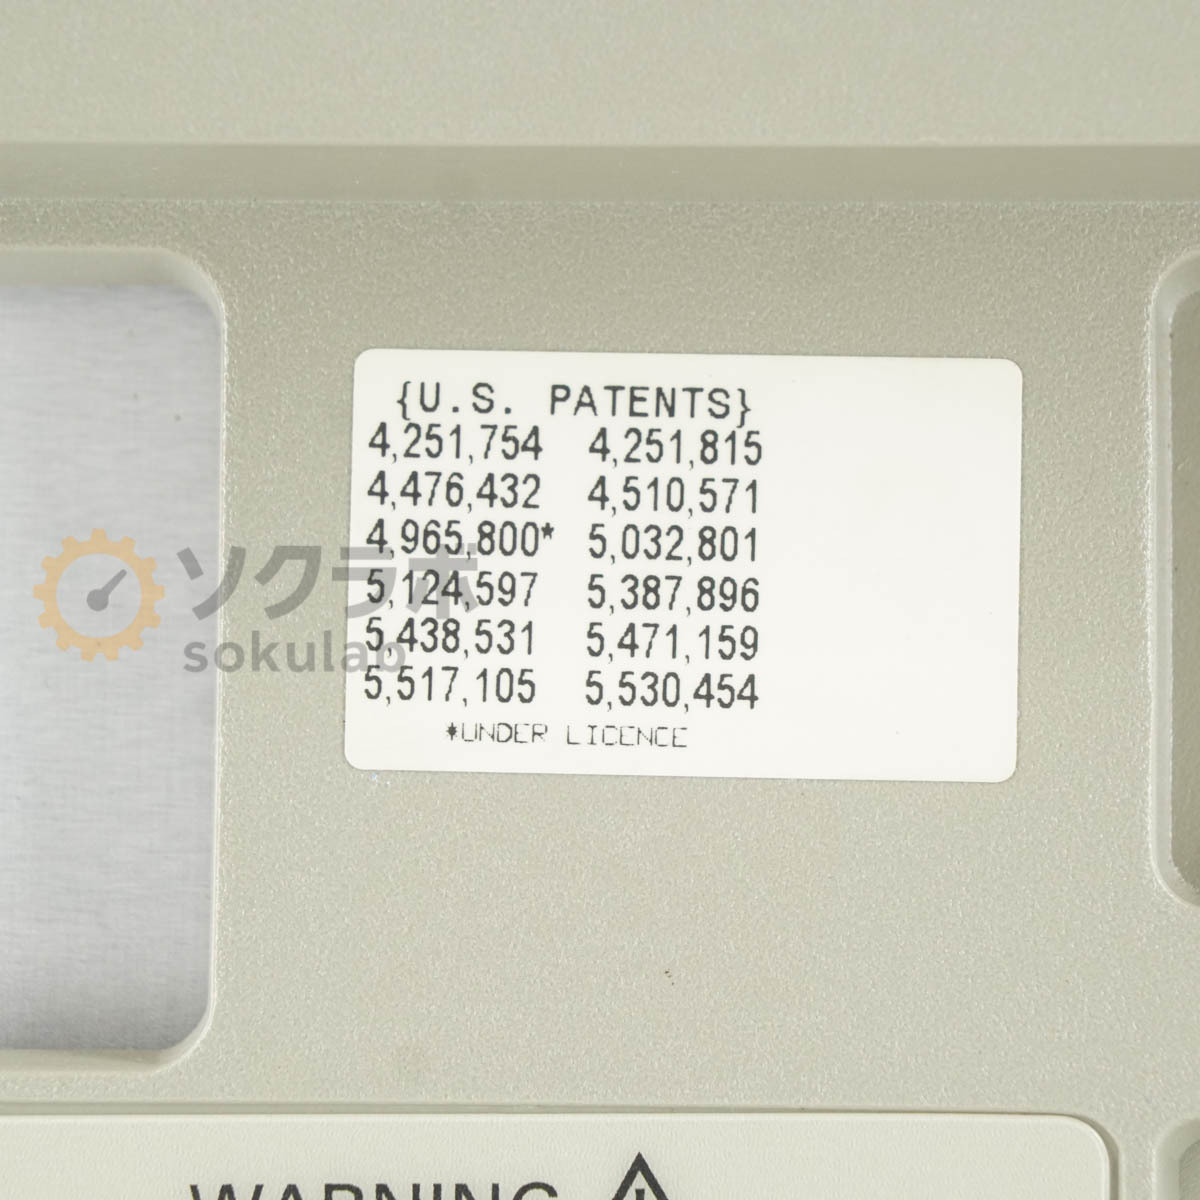 {U.S. PATENTS}
4,251,754 4,251,815
4,476,432 4,510,571
4,965,800* 5,032,801
5,124,597 5,387,896
5,438,531 5,471,159
5,517,105 5,530,454
*UNDER LICENCE
ソクラボ
sokulab
WARNING